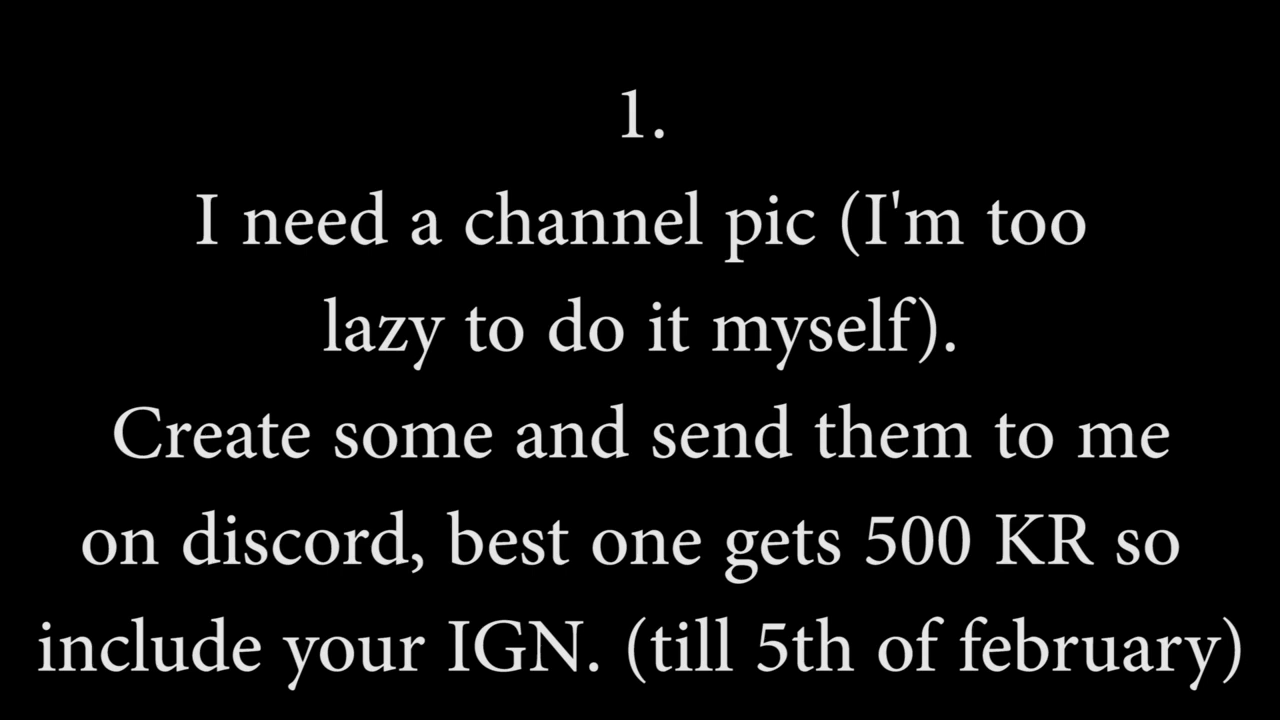 1.
I need a channel pic (I'm too
lazy to do it myself).
Create some and send them to me
on discord, best one gets 500 KR so
include your IGN. (till 5th of february)